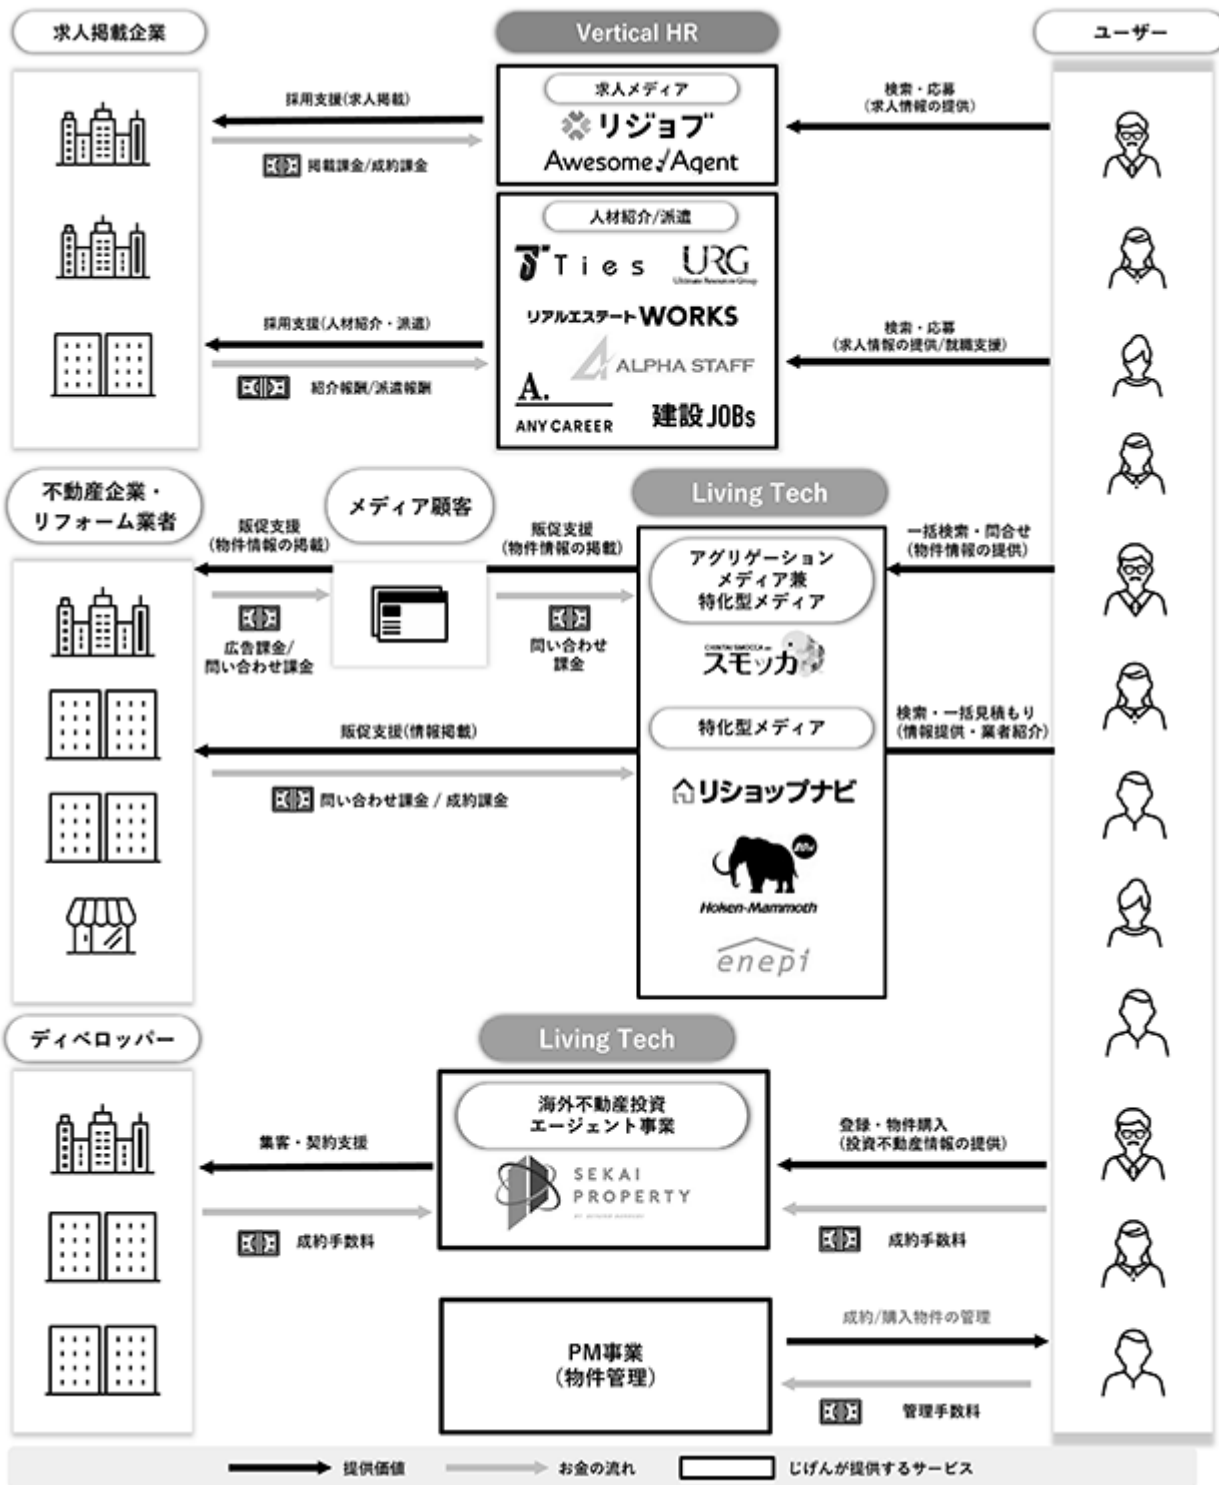 求人掲載企業
Vertical HR
ユーザー
採用支援(求人掲載)
掲載課金/成約課金
求人メディア
リジョブ
Awesome Agent
検索・応募
(求人情報の提供)
人材紹介/派遣
Ties
URG
Ultimate Resource Group
リアルエステートWORKS
ALPHA STAFF
A.
ANY CAREER
建設JOBs
採用支援(人材紹介・派遣)
紹介報酬/派遣報酬
検索・応募
(求人情報の提供/就職支援)
不動産企業・
リフォーム業者
メディア顧客
Living Tech
販促支援
(物件情報の掲載)
広告課金/
問い合わせ課金
販促支援
(物件情報の掲載)
問い合わせ
課金
アグリゲーション
メディア兼
特化型メディア
スモッカ
一括検索・問合せ
(物件情報の提供)
販促支援(情報掲載)
問い合わせ課金 / 成約課金
特化型メディア
リショップナビ
Hoken-Mammoth
enepi
検索・一括見積もり
(情報提供・業者紹介)
ディベロッパー
Living Tech
集客・契約支援
成約手数料
海外不動産投資
エージェント事業
SEKAI
PROPERTY
登録・物件購入
(投資不動産情報の提供)
成約手数料
PM事業
(物件管理)
成約/購入物件の管理
管理手数料
提供価値
お金の流れ
じげんが提供するサービス